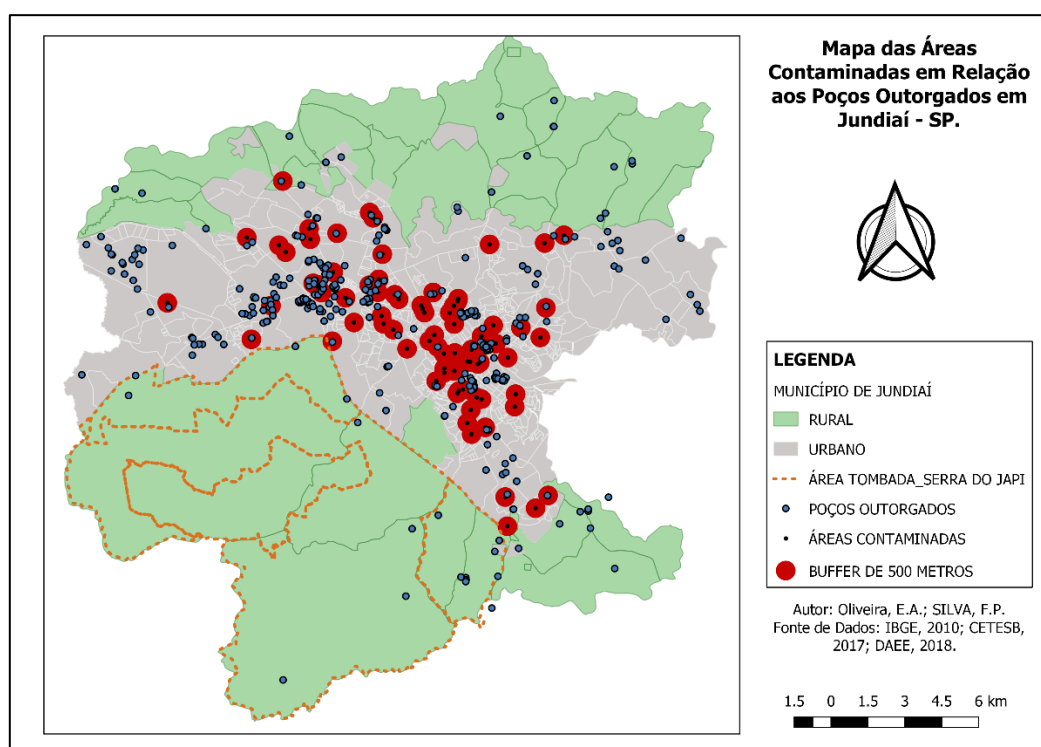 Mapa das Áreas
Contaminadas em Relação
aos Poços Outorgados em
Jundiaí - SP.
LEGENDA
MUNICÍPIO DE JUNDIAÍ
RURAL
URBANO
ÁREA TOMBADA_SERRA DO JAPI
POÇOS OUTORGADOS
ÁREAS CONTAMINADAS
BUFFER DE 500 METROS
Autor: Oliveira, E.A.; SILVA, F.P.
Fonte de Dados: IBGE, 2010; CETESB,
2017; DAEE, 2018.
1.5 0 1.5 3 4.5 6 km